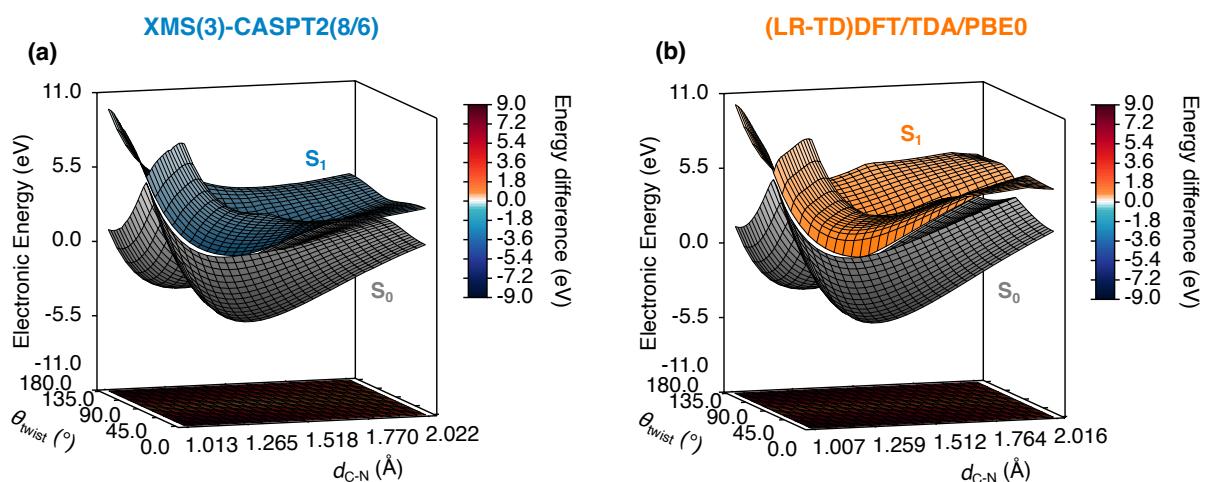 XMS(3)-CASPT2(8/6)
(a)
Electronic Energy (eV)
11.0
5.5
0.0
-5.5
-11.0
180.0
135.0
90.0
45.0
0.0
θtwist (°)
1.013 1.265 1.518 1.770 2.022
dC-N (Å)
S1
S0
9.0
7.2
5.4
3.6
1.8
0.0
-1.8
-3.6
-5.4
-7.2
-9.0
Energy difference (eV)
(LR-TD)DFT/TDA/PBE0
(b)
Electronic Energy (eV)
11.0
5.5
0.0
-5.5
-11.0
180.0
135.0
90.0
45.0
0.0
θtwist (°)
1.007 1.259 1.512 1.764 2.016
dC-N (Å)
S1
S0
9.0
7.2
5.4
3.6
1.8
0.0
-1.8
-3.6
-5.4
-7.2
-9.0
Energy difference (eV)